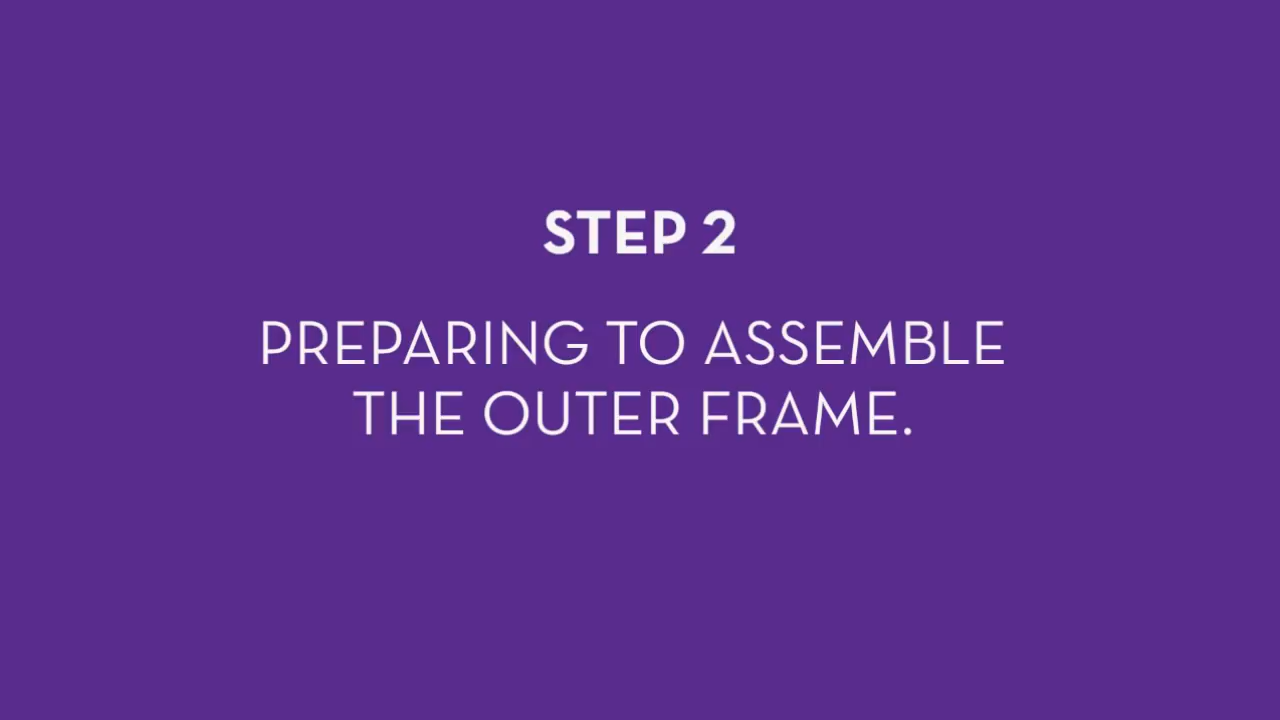 STEP 2
PREPARING TO ASSEMBLE
THE OUTER FRAME.